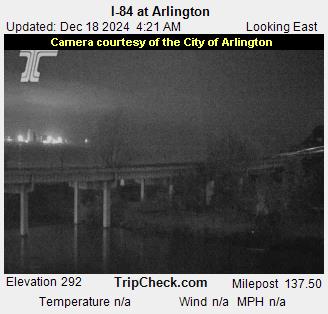 I-84 at Arlington
Updated: Dec 18 2024 4:21 AM Looking East
Camera courtesy of the City of Arlington
Elevation 292 TripCheck.com Milepost 137.50
Temperature n/a Wind n/a MPH n/a